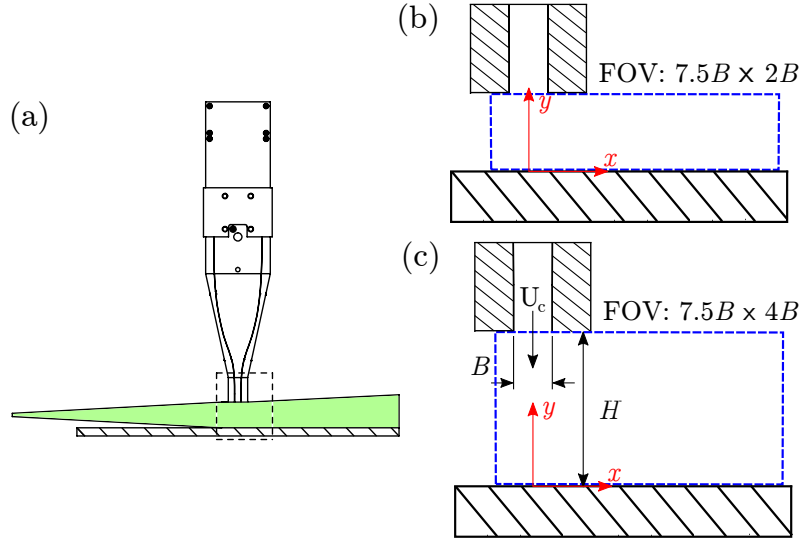 (a)
(b)
FOV: 7.5B x 2B
y
x
(c)
U_c
FOV: 7.5B x 4B
B
H
y
x